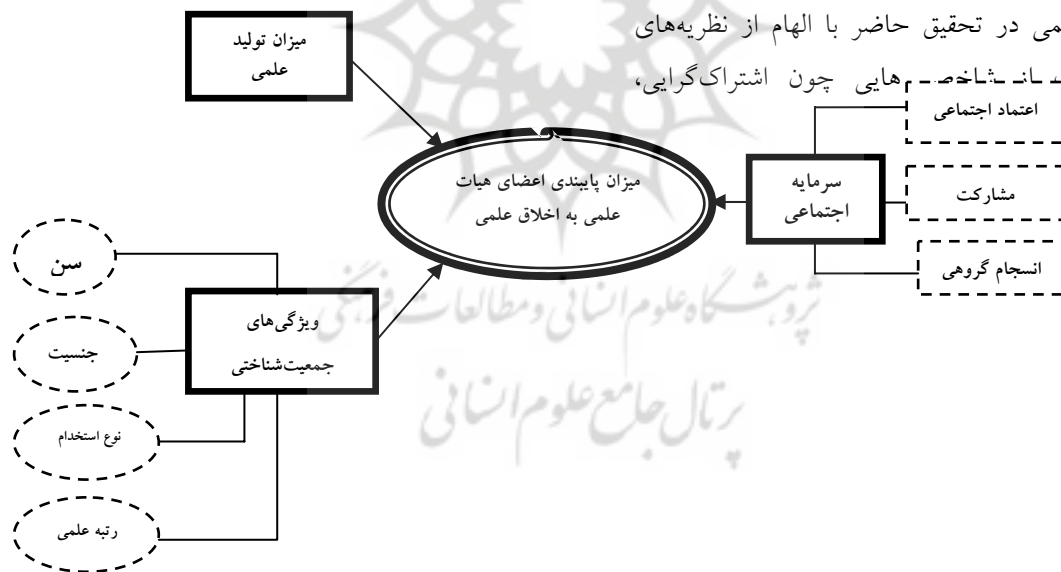 می در تحقیق حاضر با الهام از نظریه‌های
هایی چون اشتراک‌گرایی،
میزان تولید
علمی
اعتماد اجتماعی
سرمایه
اجتماعی
مشارکت
انسجام گروهی
میزان پایبندی اعضای هیات
علمی به اخلاق علمی
ویژگی‌های
جمعیت‌شناختی
سن
جنسیت
نوع استخدام
رتبه علمی
پژوهشگاه علوم انسانی و مطالعات فرهنگی
پرتال جامع علوم انسانی